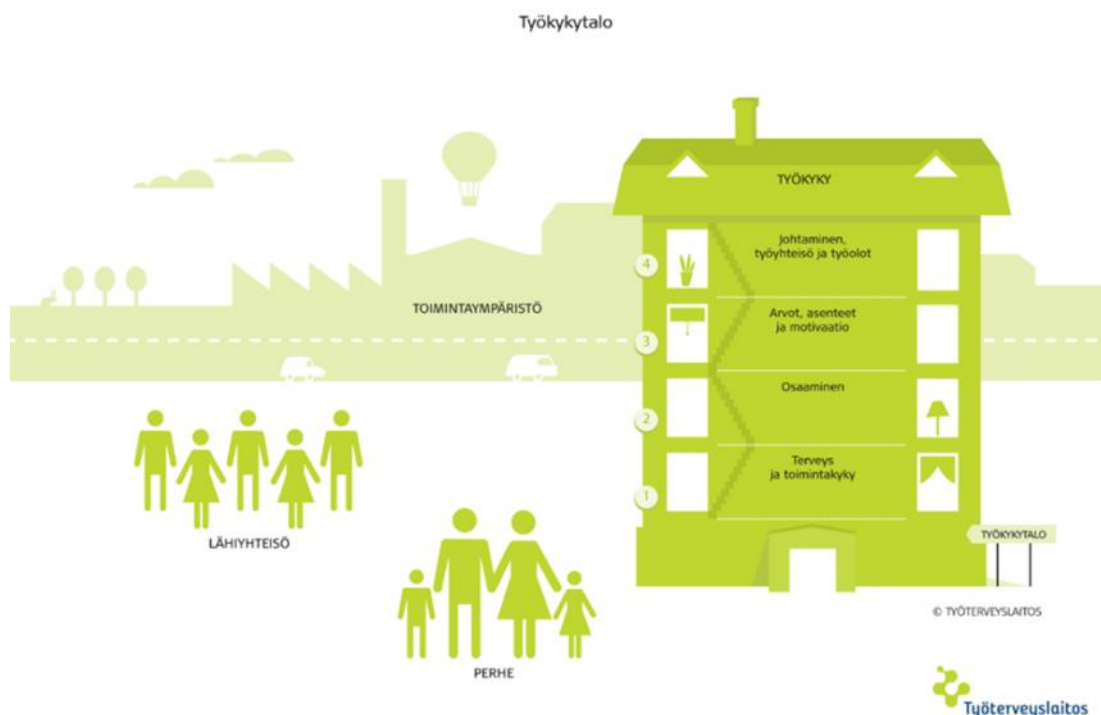 Työkykytalo
TYÖKYKY
4
Johtaminen,
työyhteisö ja työolot
TOIMINTAYMPÄRISTÖ
3
Arvot, asenteet
ja motivaatio
2
Osaaminen
1
Terveys
ja toimintakyky
LÄHIYHTEISÖ
PERHE
TYÖKYKYTALO
© TYÖTERVEYSLAITOS
Työterveyslaitos